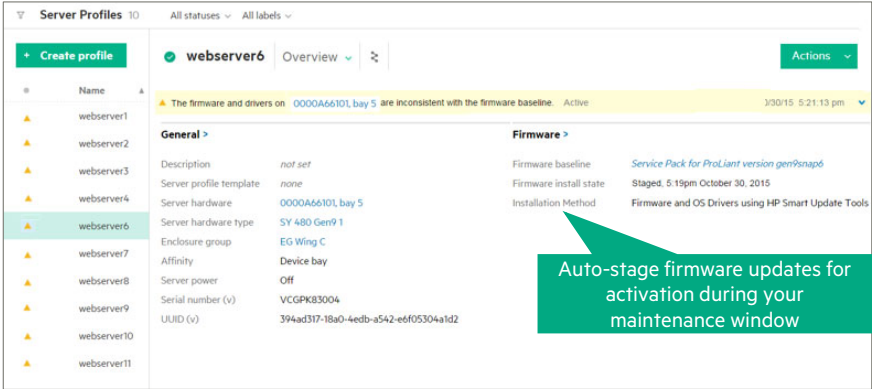 Server Profiles 10 All statuses All labels
+ Create profile
webserver6 Overview
Actions
Name
webserver1
webserver2
webserver3
webserver4
webserver6
webserver7
webserver8
webserver9
webserver10
webserver11
The firmware and drivers on 0000A66101, bay 5 are inconsistent with the firmware baseline. Active 0/30/15 5:21:13 pm
General >
Description not set
Server profile template none
Server hardware 0000A66101, bay 5
Server hardware type SY 480 Gen9 1
Enclosure group EG Wing C
Affinity Device bay
Server power Off
Serial number (v) VCGPK83004
UUID (v) 394ad317-18a0-4edb-a542-e6f05304a1d2
Firmware >
Firmware baseline Service Pack for ProLiant version gen9snap6
Firmware install state Staged, 5:19pm October 30, 2015
Installation Method Firmware and OS Drivers using HP Smart Update Tools
Auto-stage firmware updates for
activation during your
maintenance window